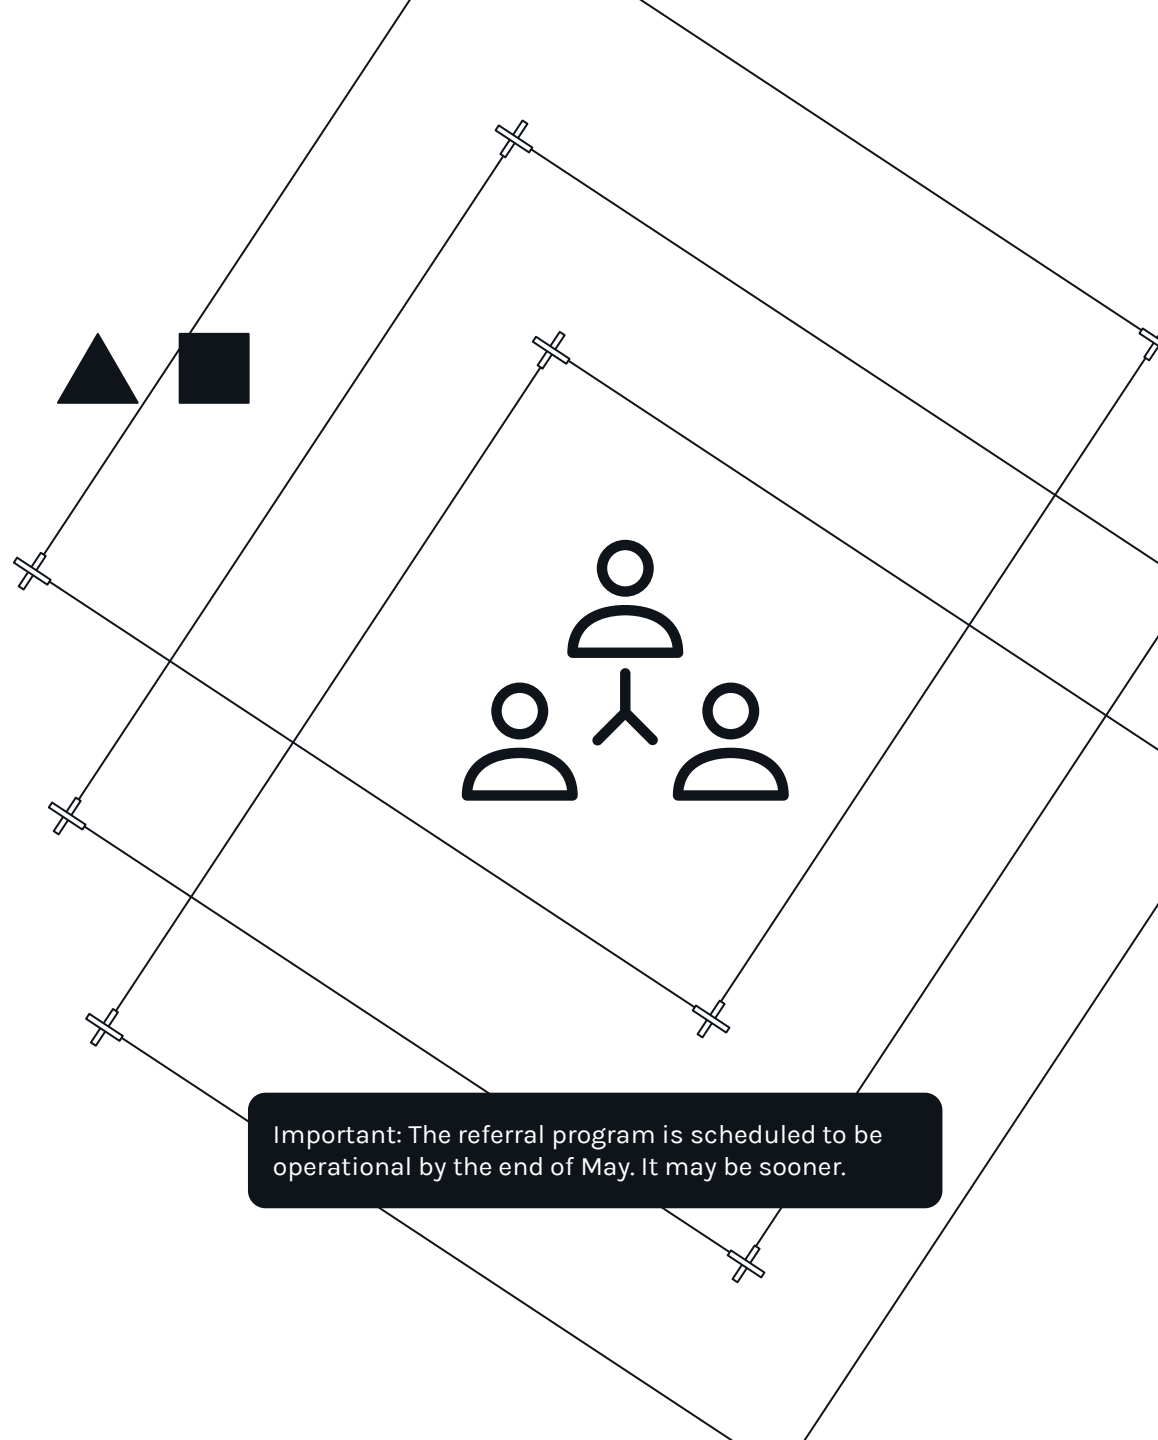 Important: The referral program is scheduled to be
operational by the end of May. It may be sooner.